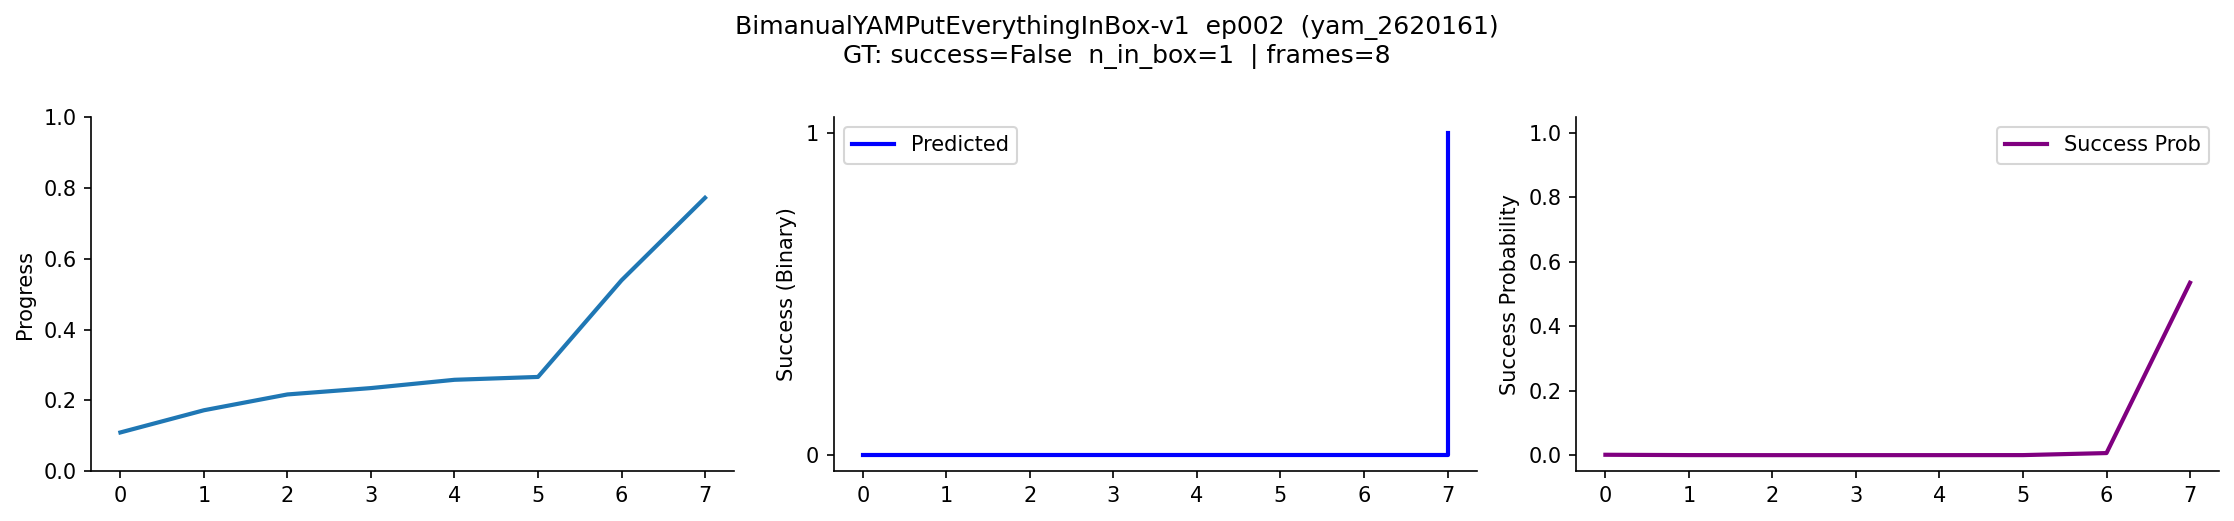 BimanualYAMPutEverythingInBox-v1  ep002  (yam_2620161)
GT: success=False  n_in_box=1  | frames=8
Progress
1.0
0.8
0.6
0.4
0.2
0.0
0 1 2 3 4 5 6 7
Success (Binary)
1
0
Predicted
0 1 2 3 4 5 6 7
Success Probability
1.0
0.8
0.6
0.4
0.2
0.0
Success Prob
0 1 2 3 4 5 6 7